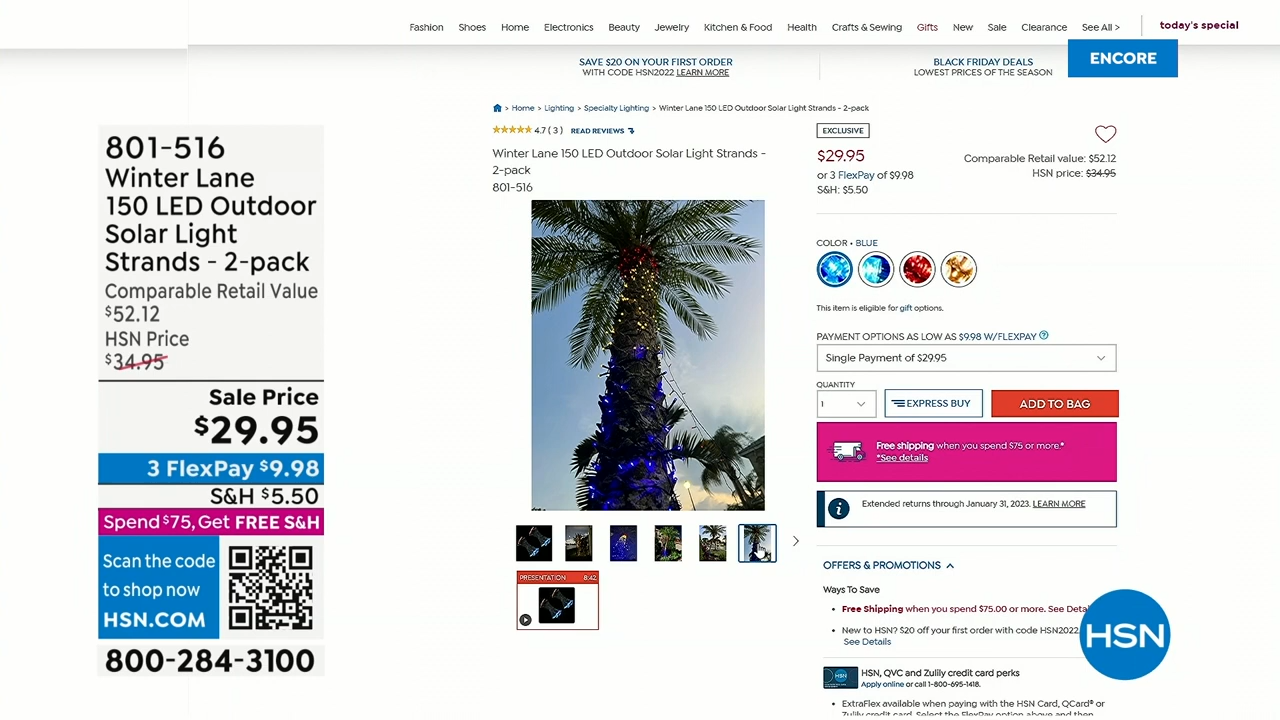 Fashion Shoes Home Electronics Beauty Jewelry Kitchen & Food Health Crafts & Sewing Gifts New Sale Clearance See All > today's special
SAVE $20 ON YOUR FIRST ORDER
WITH CODE HSN2022 LEARN MORE
BLACK FRIDAY DEALS
LOWEST PRICES OF THE SEASON
ENCORE
801-516
Winter Lane
150 LED Outdoor
Solar Light
Strands - 2-pack
Comparable Retail Value
$52.12
HSN Price
$34.95
Sale Price
$29.95
3 FlexPay $9.98
S&H $5.50
Spend $75, Get FREE S&H
Scan the code
to shop now
HSN.COM
800-284-3100
> Home > Lighting > Specialty Lighting > Winter Lane 150 LED Outdoor Solar Light Strands - 2-pack
4.7 ( 3 ) READ REVIEWS
Winter Lane 150 LED Outdoor Solar Light Strands -
2-pack
801-516
PRESENTATION 8:42
EXCLUSIVE
$29.95
or 3 FlexPay of $9.98
S&H: $5.50
Comparable Retail value: $52.12
HSN price: $34.95
COLOR • BLUE
This item is eligible for gift options.
PAYMENT OPTIONS AS LOW AS $9.98 W/FLEXPAY ?
Single Payment of $29.95
QUANTITY
1
EXPRESS BUY
ADD TO BAG
Free shipping when you spend $75 or more.*
*See details
i Extended returns through January 31, 2023. LEARN MORE
OFFERS & PROMOTIONS
Ways To Save
• Free Shipping when you spend $75.00 or more. See Detai
• New to HSN? $20 off your first order with code HSN2022
See Details
HSN
HSN
HSN, QVC and Zulily credit card perks
Apply online or call 1-800-695-1418.
• ExtraFlex available when paying with the HSN Card, QCard® or
Zulily credit card. Select the FlexPay option above and then